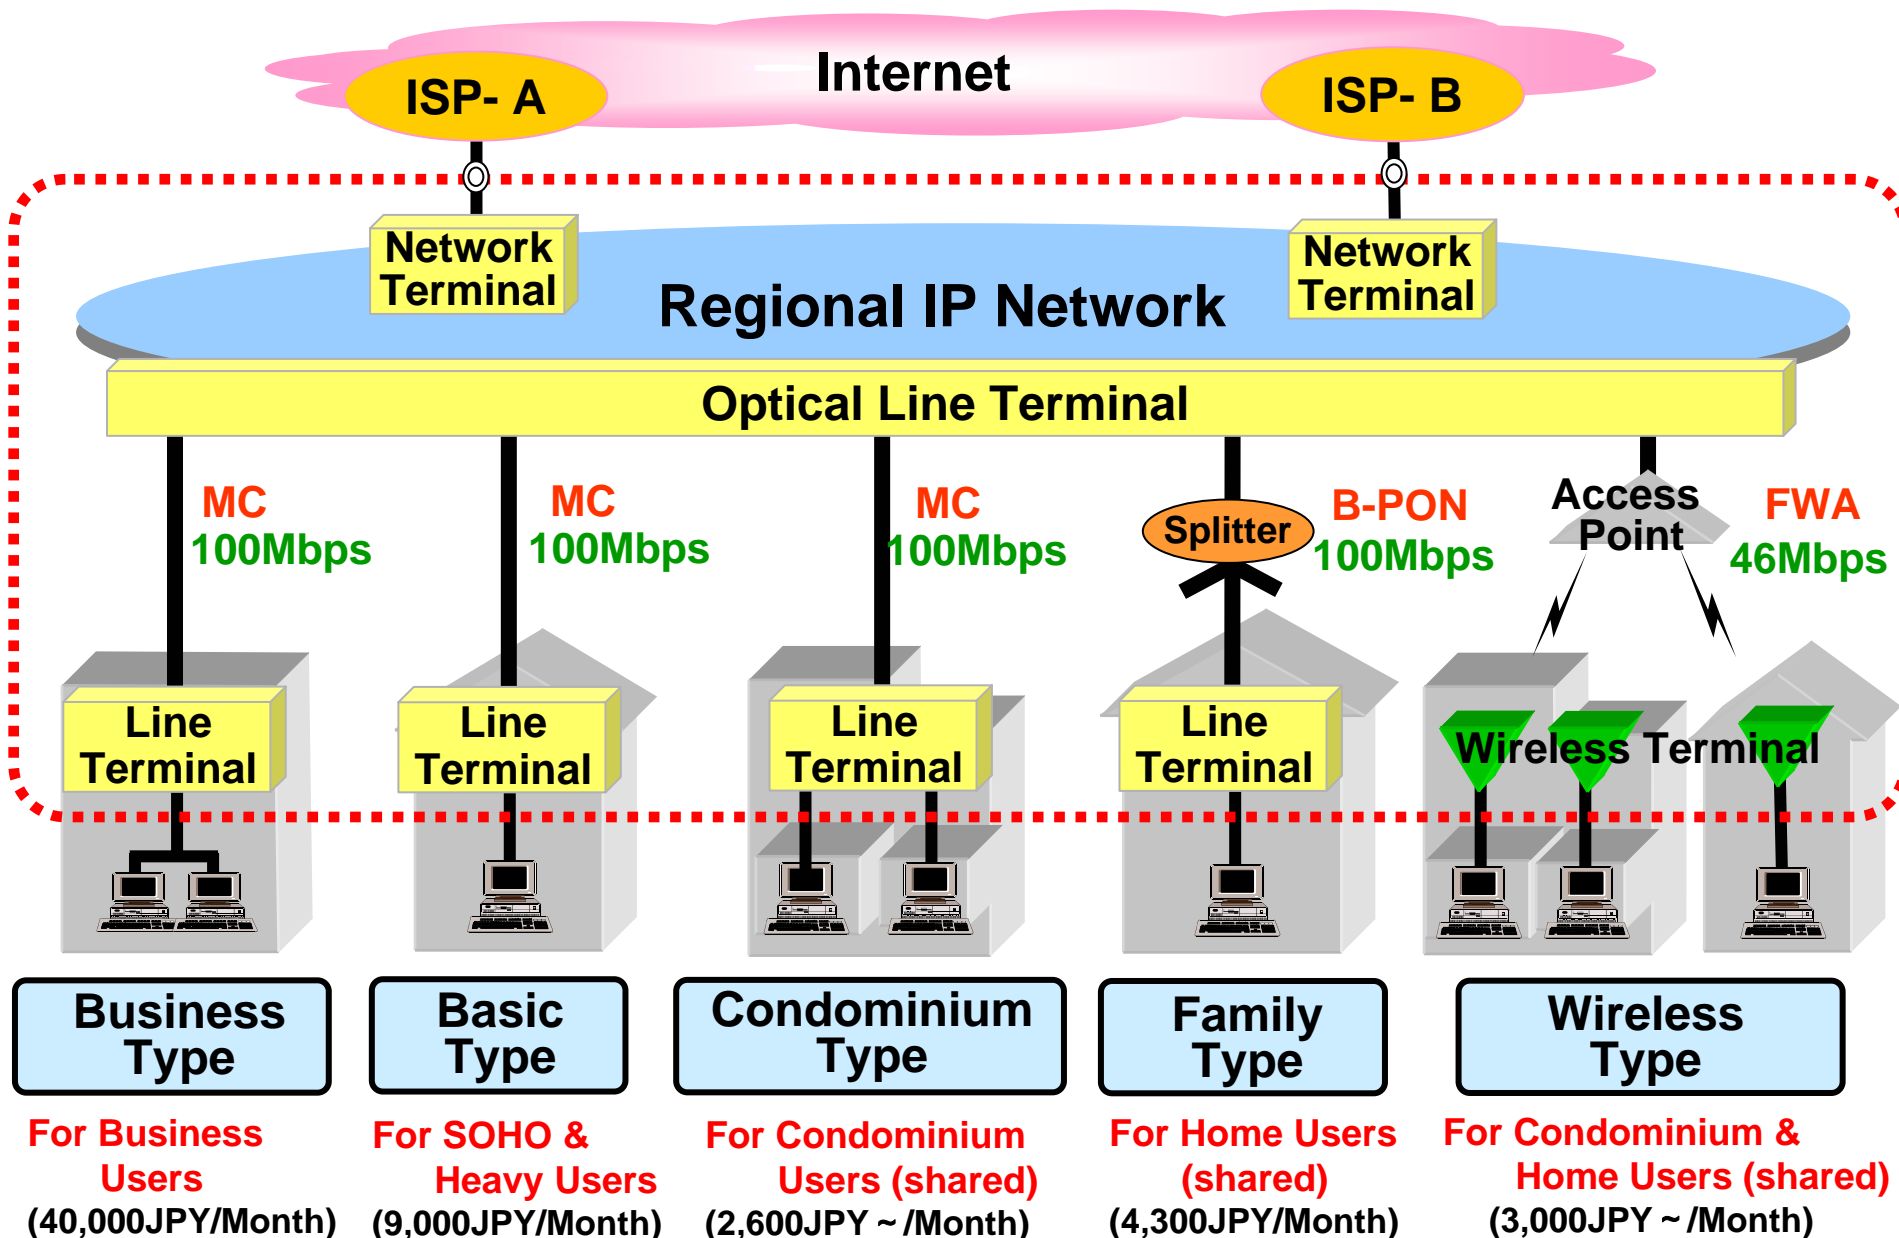 Internet
ISP- A
ISP- B
Network
Terminal
Network
Terminal
Regional IP Network
Optical Line Terminal
MC
100Mbps
MC
100Mbps
MC
100Mbps
Splitter
B-PON
100Mbps
Access
Point
FWA
46Mbps
Line
Terminal
Line
Terminal
Line
Terminal
Line
Terminal
Wireless Terminal
Business
Type
Basic
Type
Condominium
Type
Family
Type
Wireless
Type
For Business
Users
(40,000JPY/Month)
For SOHO &
Heavy Users
(9,000JPY/Month)
For Condominium
Users (shared)
(2,600JPY ~ /Month)
For Home Users
(shared)
(4,300JPY/Month)
For Condominium &
Home Users (shared)
(3,000JPY ~ /Month)